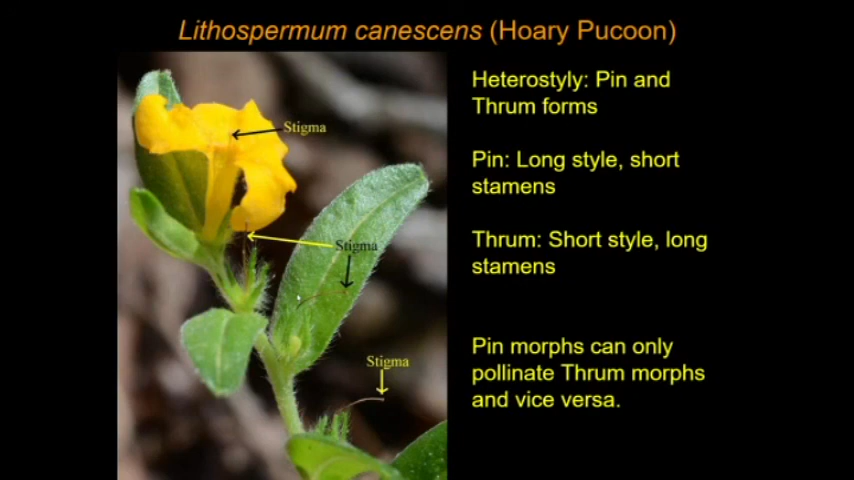 Lithospermum canescens (Hoary Pucoon)
Stigma
Stigma
Stigma
Heterostyly: Pin and
Thrum forms
Pin: Long style, short
stamens
Thrum: Short style, long
stamens
Pin morphs can only
pollinate Thrum morphs
and vice versa.